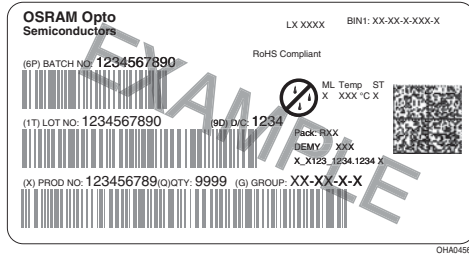 OSRAM Opto
Semiconductors
LX XXXX
BIN1: XX-XX-X-XXX-X
RoHS Compliant
(6P) BATCH NO: 1234567890
ML Temp ST
X XXX °C X
(1T) LOT NO: 1234567890
(9D) D/C: 1234
Pack: RXX
DEMY XXX
X_X123_1234.1234 X
(X) PROD NO: 123456789(Q)QTY: 9999 (G) GROUP: XX-XX-X-X
EXAMPLE
OHA04563